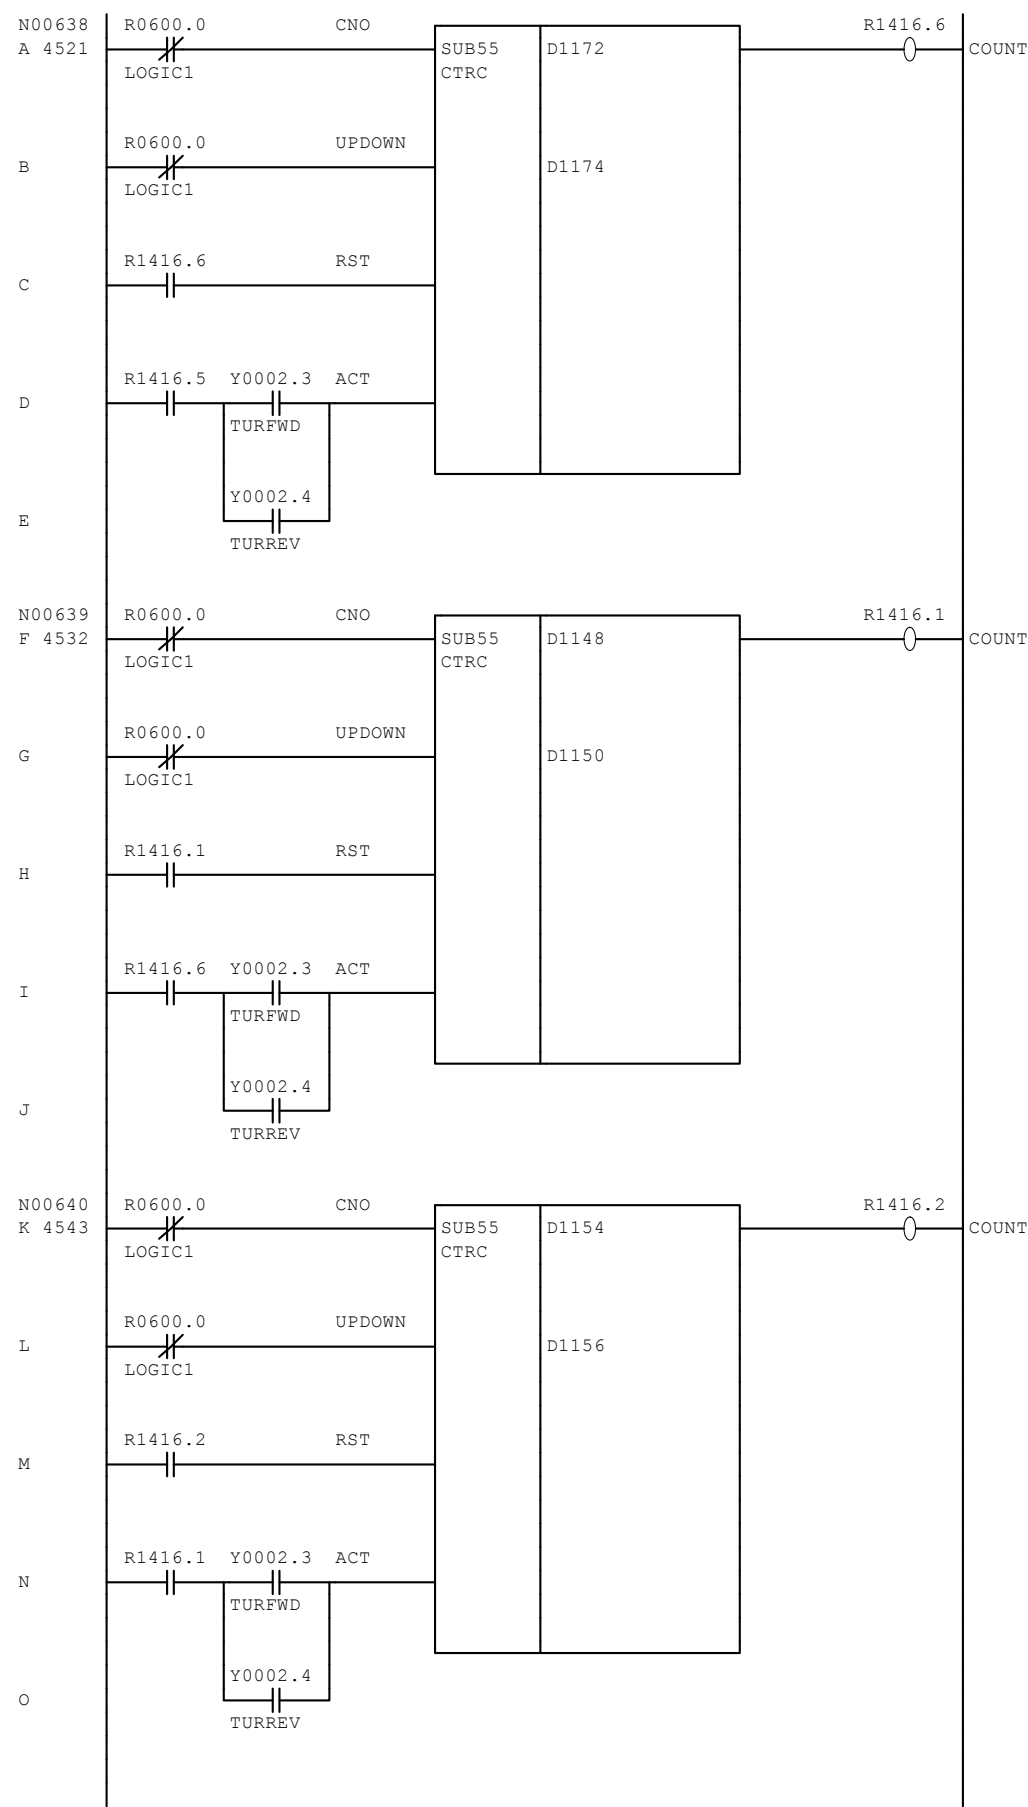 N00638 R0600.0 CNO R1416.6
A 4521 SUB55 D1172 COUNT
LOGIC1 CTRC
R0600.0 UPDOWN
B D1174
LOGIC1
R1416.6 RST
C
R1416.5 Y0002.3 ACT
D
TURFWD
Y0002.4
E
TURREV
N00639 R0600.0 CNO R1416.1
F 4532 SUB55 D1148 COUNT
LOGIC1 CTRC
R0600.0 UPDOWN
G D1150
LOGIC1
R1416.1 RST
H
R1416.6 Y0002.3 ACT
I
TURFWD
Y0002.4
J
TURREV
N00640 R0600.0 CNO R1416.2
K 4543 SUB55 D1154 COUNT
LOGIC1 CTRC
R0600.0 UPDOWN
L D1156
LOGIC1
R1416.2 RST
M
R1416.1 Y0002.3 ACT
N
TURFWD
Y0002.4
O
TURREV